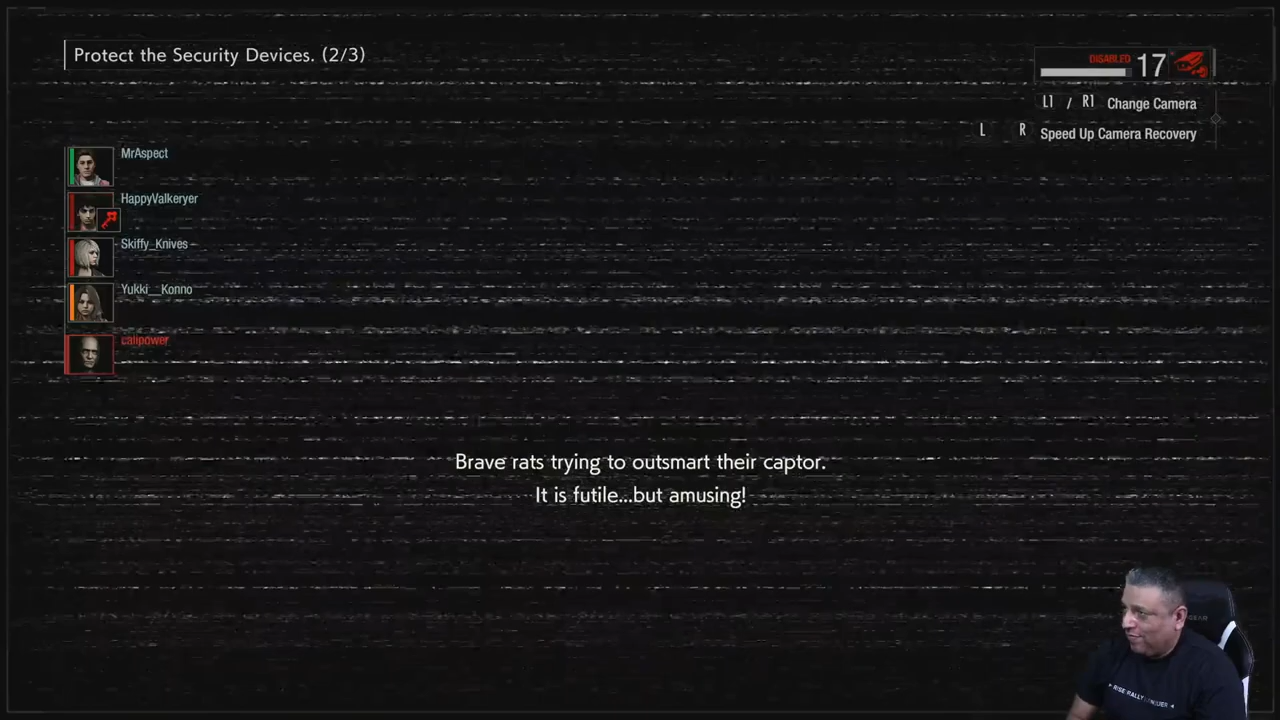 Protect the Security Devices. (2/3)
DISABLED 17
L1 / R1 Change Camera
L R Speed Up Camera Recovery
MrAspect
HappyValkeryer
Skiffy_Knives
Yukki__Konno
calipower
Brave rats trying to outsmart their captor.
It is futile...but amusing!